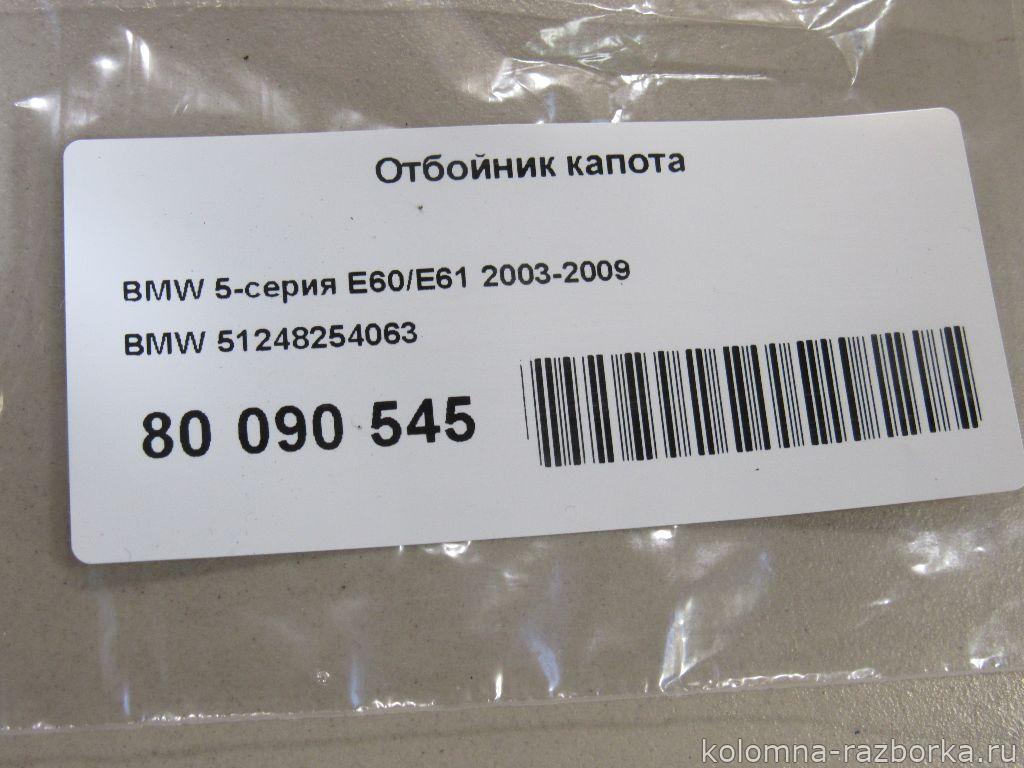 Отбойник капота
BMW 5-серия E60/E61 2003-2009
BMW 51248254063
80 090 545
kolomna-razborka.ru